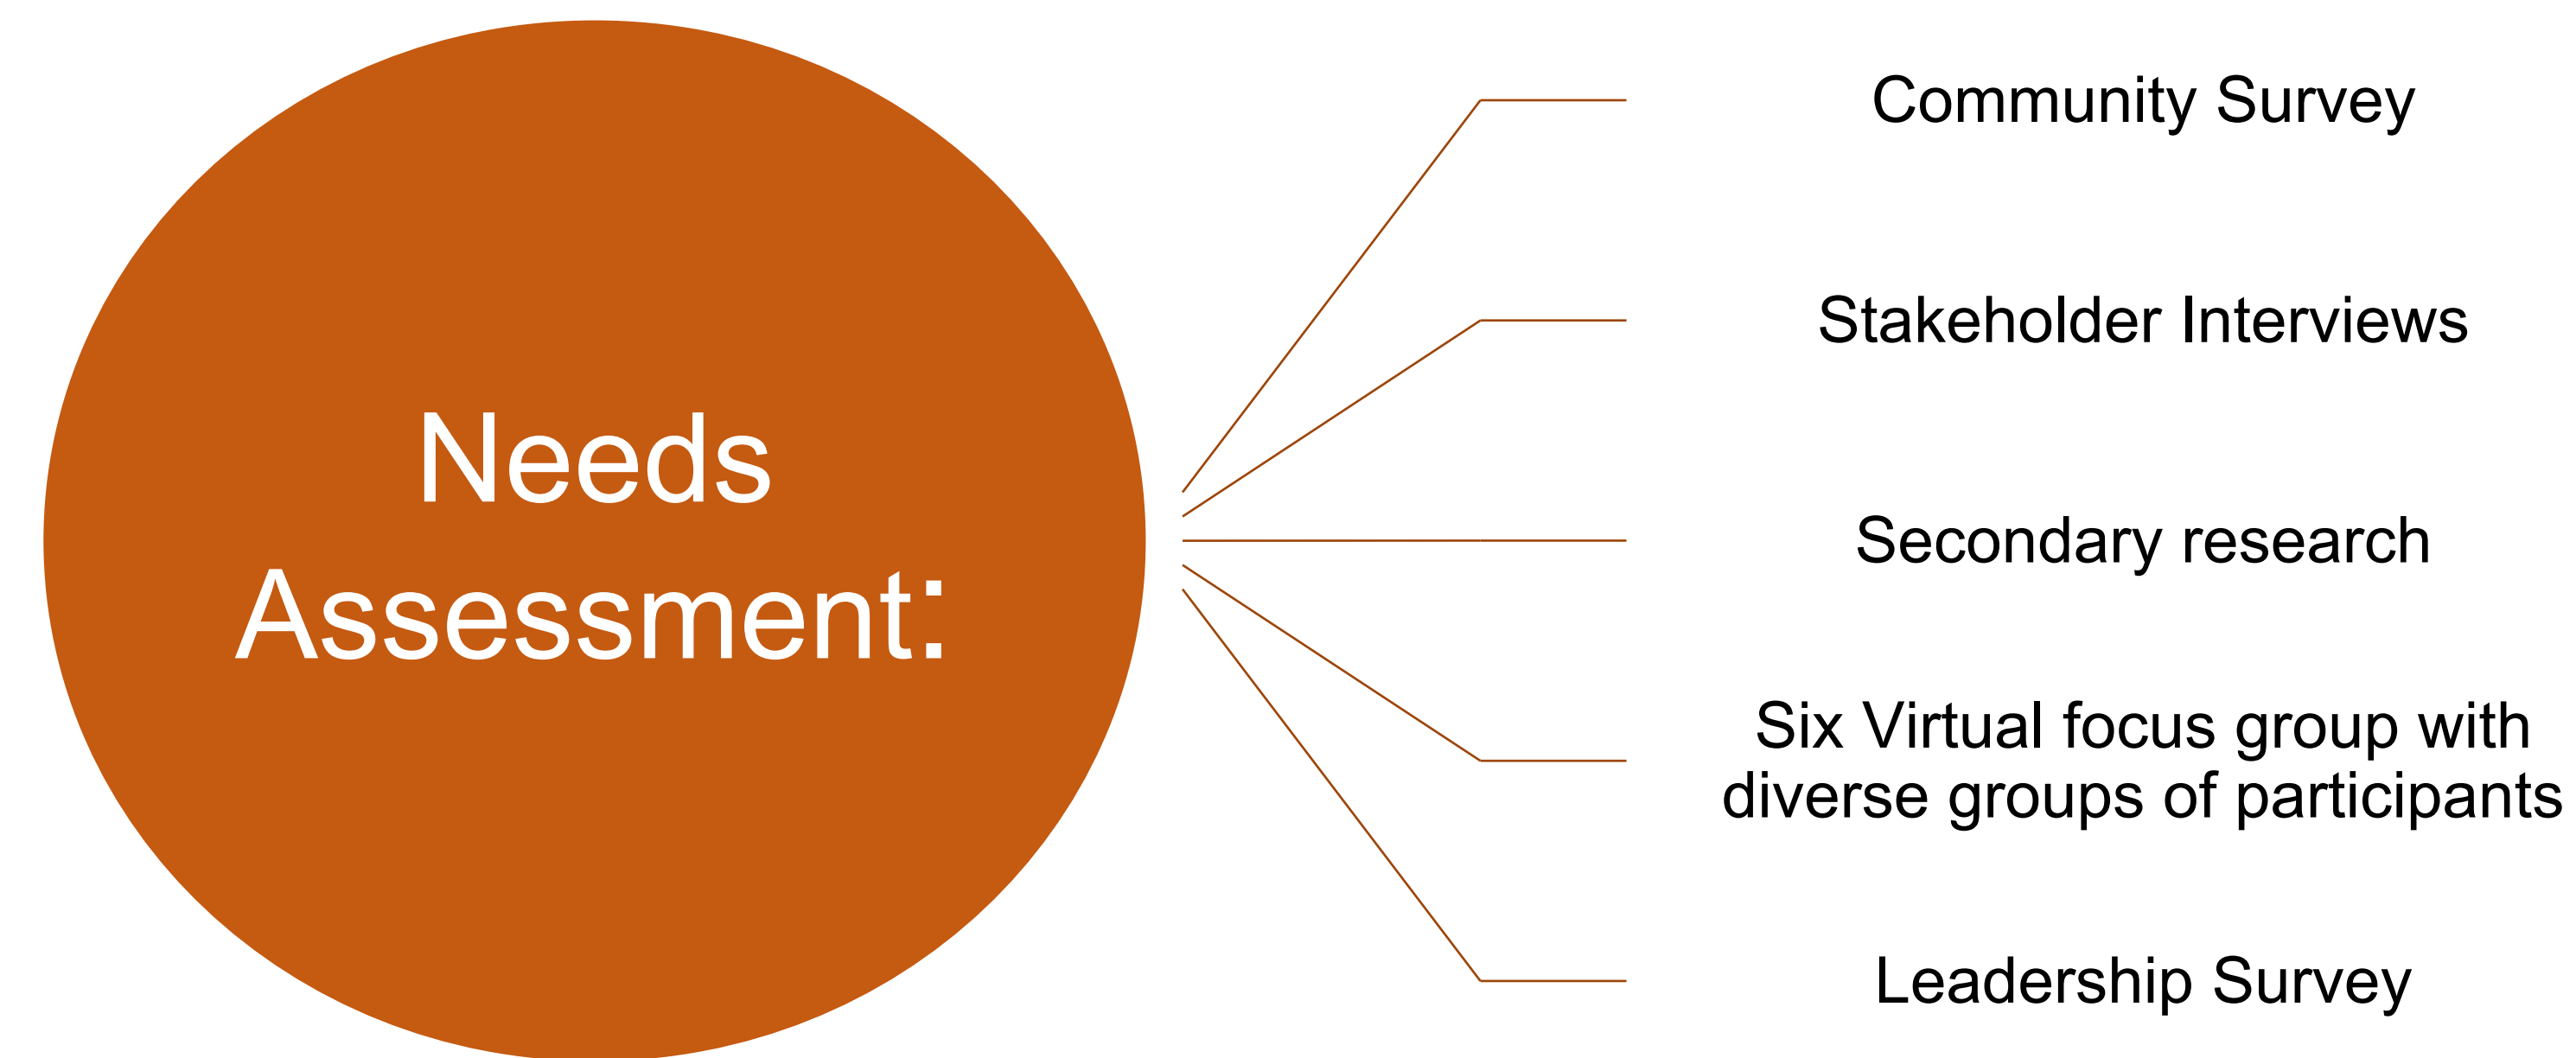 Needs
Assessment:
Community Survey
Stakeholder Interviews
Secondary research
Six Virtual focus group with
diverse groups of participants
Leadership Survey